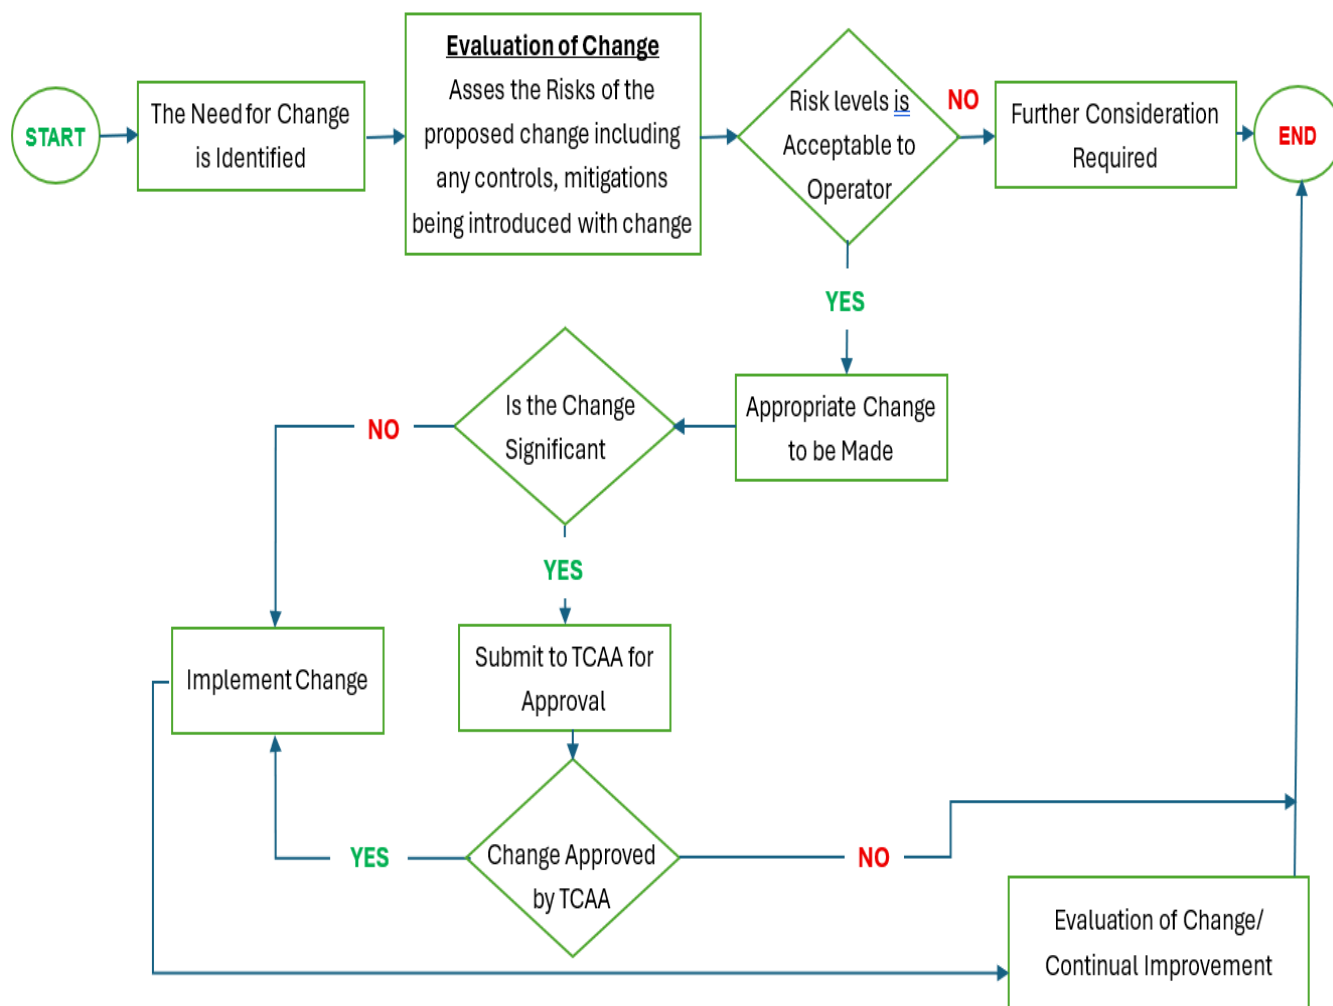 START
The Need for Change
is Identified
Evaluation of Change
Asses the Risks of the
proposed change including
any controls, mitigations
being introduced with change
Risk levels is
Acceptable to
Operator
NO
Further Consideration
Required
END
YES
Appropriate Change
to be Made
Is the Change
Significant
NO
YES
Implement Change
Submit to TCAA for
Approval
Change Approved
by TCAA
YES
NO
Evaluation of Change/
Continual Improvement